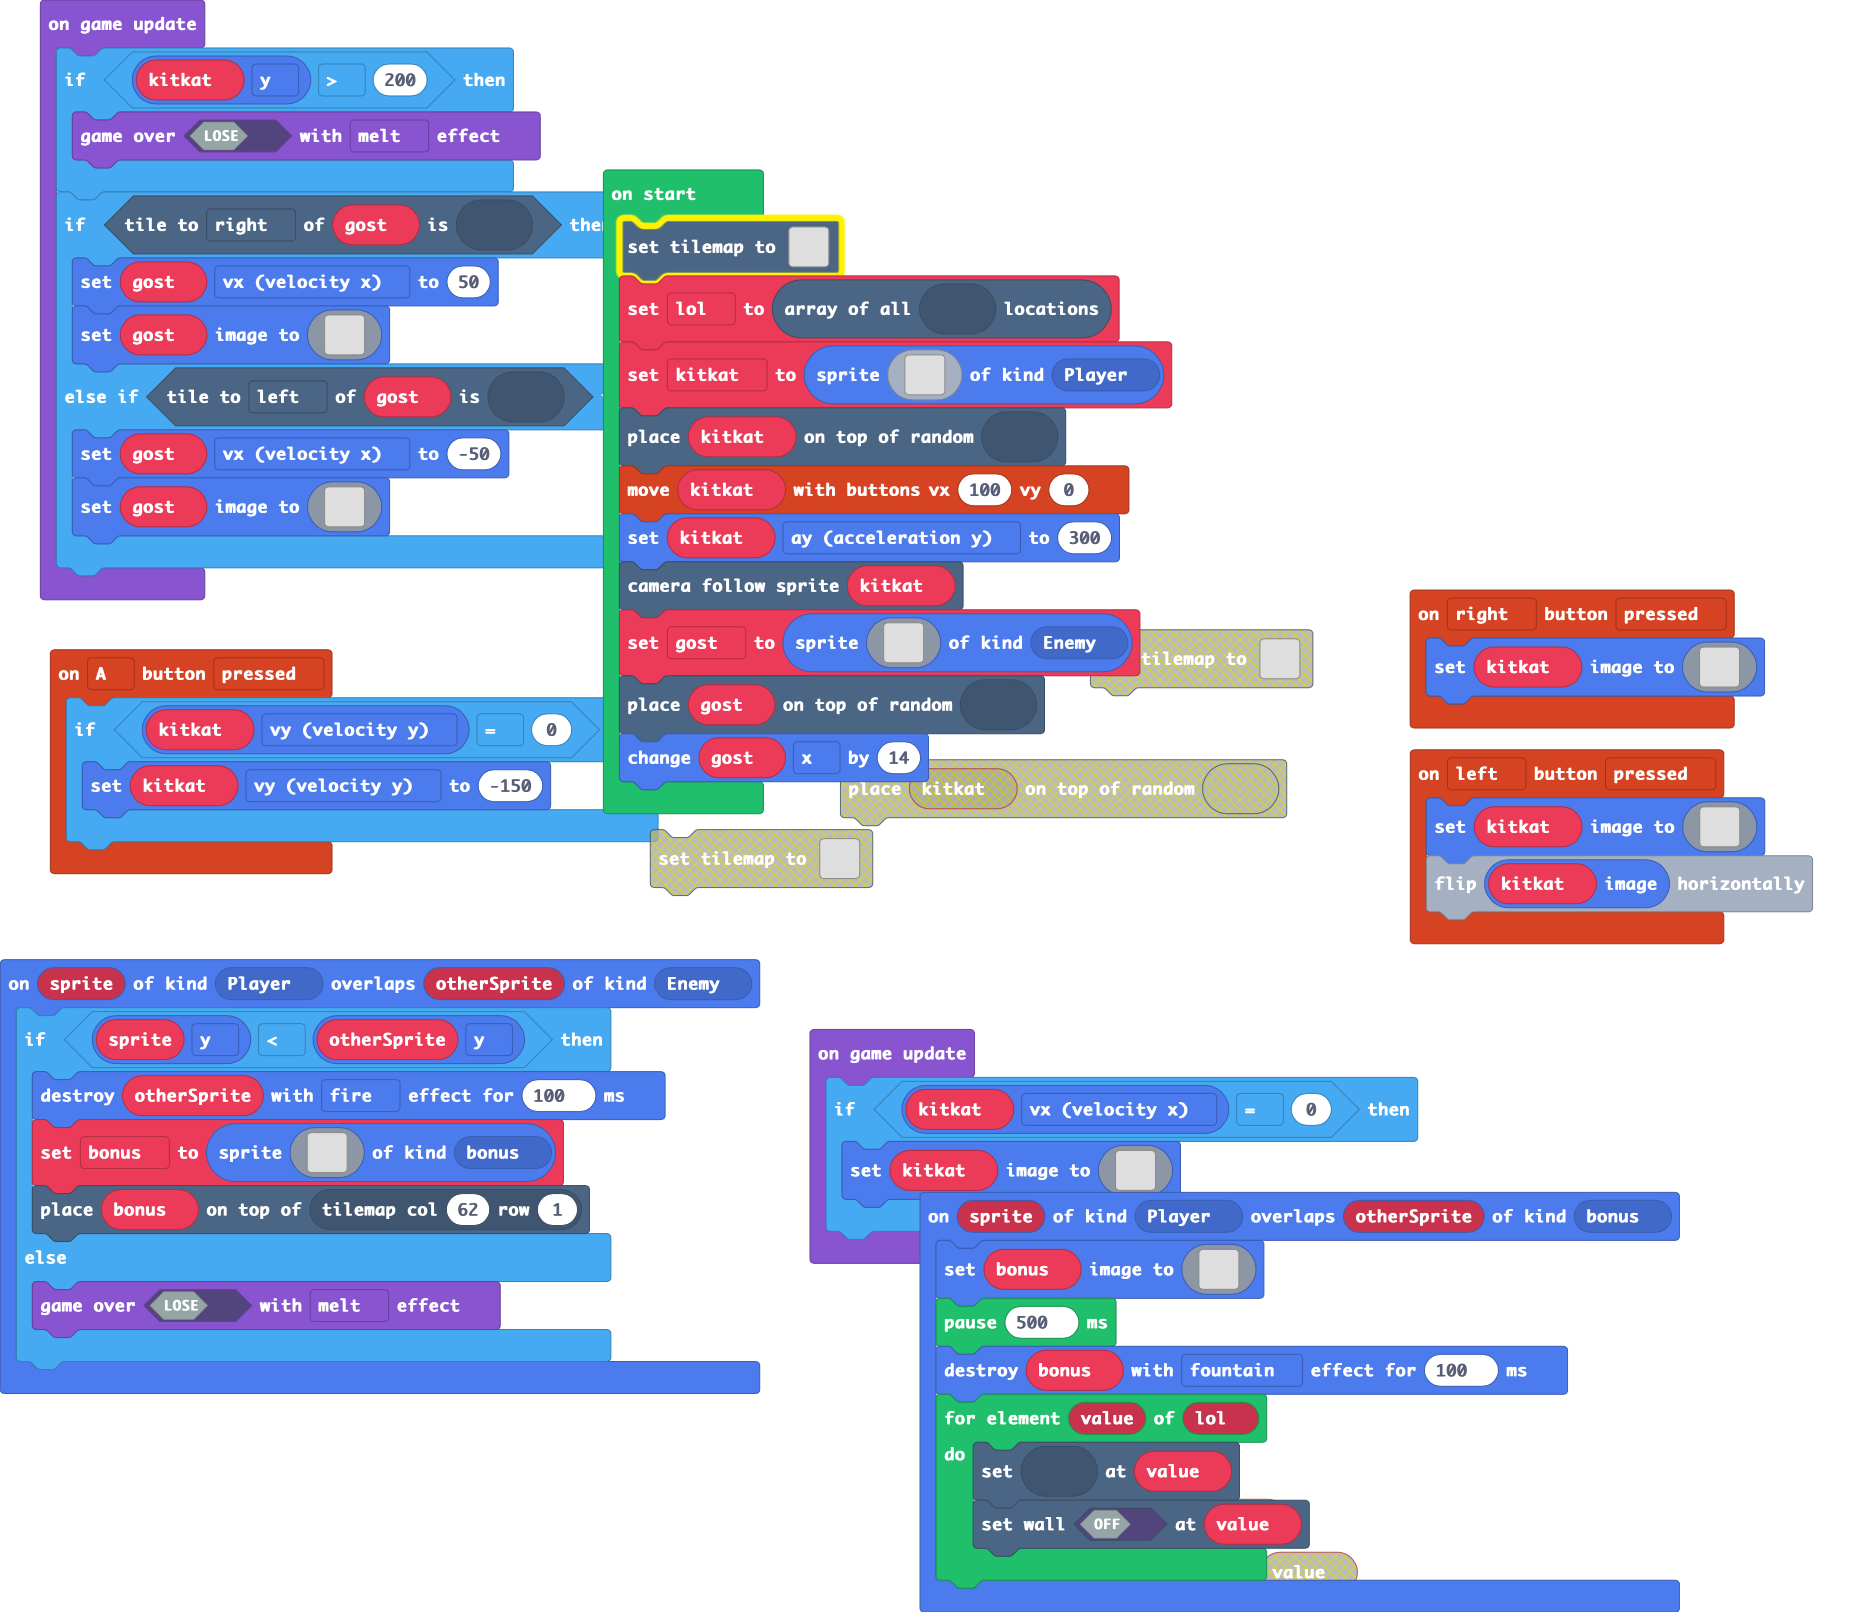 on game update
if kitkat y > 200 then
game over LOSE with melt effect
if tile to right of gost is then
set gost vx (velocity x) to 50
set gost image to
else if tile to left of gost is
set gost vx (velocity x) to -50
set gost image to
on start
set tilemap to
set lol to array of all locations
set kitkat to sprite of kind Player
place kitkat on top of random
move kitkat with buttons vx 100 vy 0
set kitkat ay (acceleration y) to 300
camera follow sprite kitkat
set gost to sprite of kind Enemy
place gost on top of random
change gost x by 14
tilemap to
place kitkat on top of random
set tilemap to
on A button pressed
if kitkat vy (velocity y) = 0
set kitkat vy (velocity y) to -150
on right button pressed
set kitkat image to
on left button pressed
set kitkat image to
flip kitkat image horizontally
on sprite of kind Player overlaps otherSprite of kind Enemy
if sprite y < otherSprite y then
destroy otherSprite with fire effect for 100 ms
set bonus to sprite of kind bonus
place bonus on top of tilemap col 62 row 1
else
game over LOSE with melt effect
on game update
if kitkat vx (velocity x) = 0 then
set kitkat image to
on sprite of kind Player overlaps otherSprite of kind bonus
set bonus image to
pause 500 ms
destroy bonus with fountain effect for 100 ms
for element value of lol
do
set at value
set wall OFF at value
value